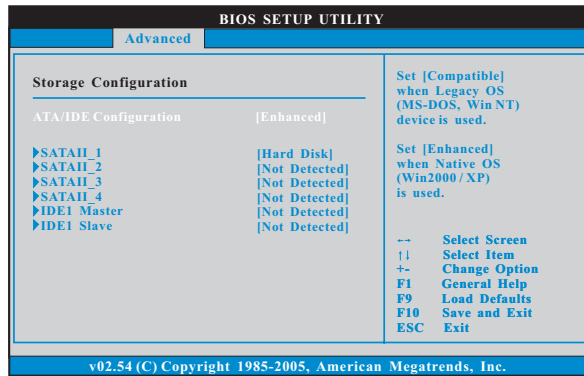 BIOS SETUP UTILITY
Advanced
Storage Configuration
ATA/IDE Configuration [Enhanced]
SATAII_1 [Hard Disk]
SATAII_2 [Not Detected]
SATAII_3 [Not Detected]
SATAII_4 [Not Detected]
IDE1 Master [Not Detected]
IDE1 Slave [Not Detected]
Set [Compatible]
when Legacy OS
(MS-DOS, Win NT)
device is used.
Set [Enhanced]
when Native OS
(Win2000 / XP)
is used.
←→ Select Screen
↑↓ Select Item
+- Change Option
F1 General Help
F9 Load Defaults
F10 Save and Exit
ESC Exit
v02.54 (C) Copyright 1985-2005, American Megatrends, Inc.